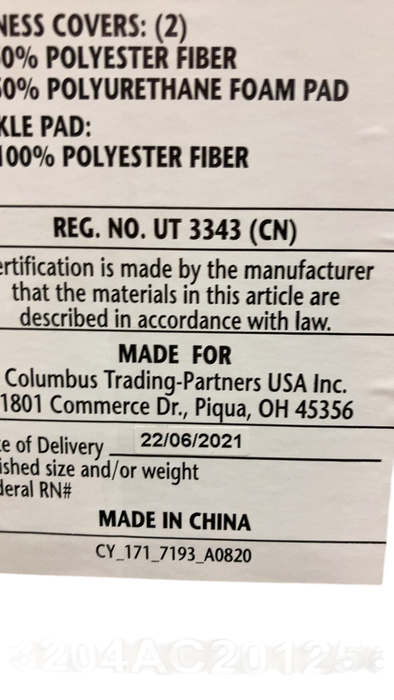 NESS COVERS: (2)
0% POLYESTER FIBER
0% POLYURETHANE FOAM PAD
KLE PAD:
100% POLYESTER FIBER
REG. NO. UT 3343 (CN)
ertification is made by the manufacturer
that the materials in this article are
described in accordance with law.
MADE FOR
Columbus Trading-Partners USA Inc.
1801 Commerce Dr., Piqua, OH 45356
e of Delivery 22/06/2021
ished size and/or weight
deral RN#
MADE IN CHINA
CY_171_7193_A0820